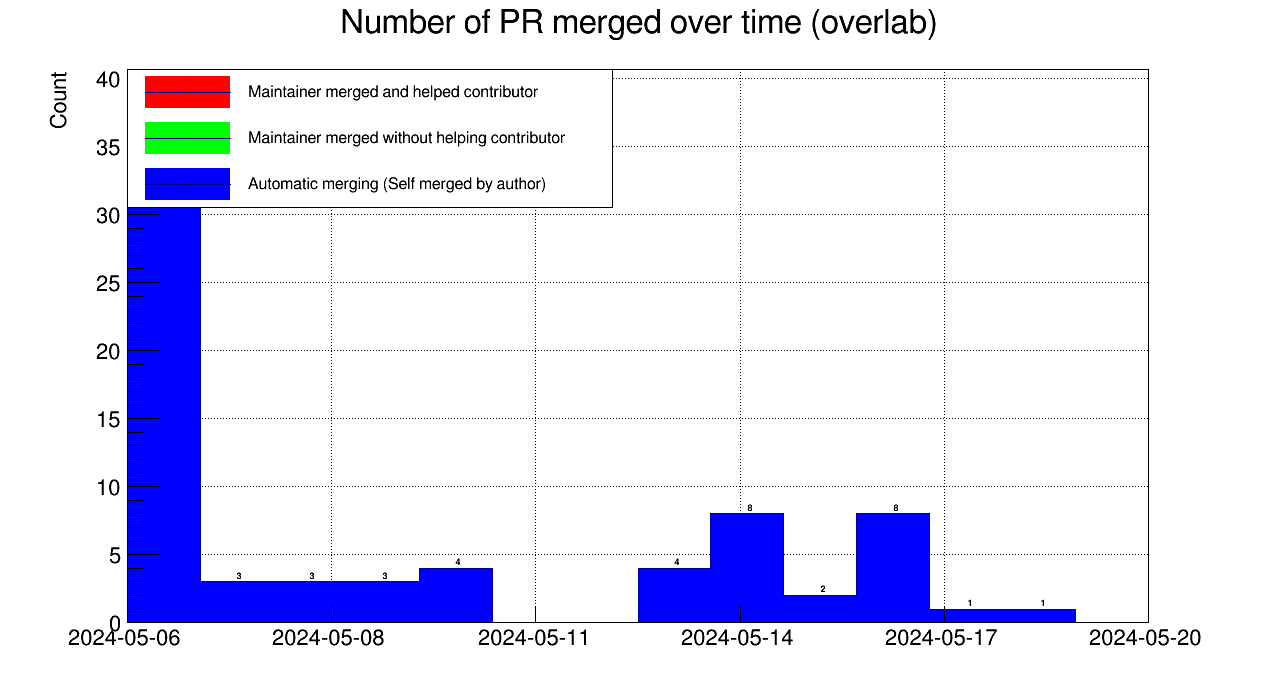 Number of PR merged over time (overlab)
Count
40
35
30
25
20
15
10
5
0
Maintainer merged and helped contributor
Maintainer merged without helping contributor
Automatic merging (Self merged by author)
3 3 3 4 4 8 2 8 1 1
2024-05-06 2024-05-08 2024-05-11 2024-05-14 2024-05-17 2024-05-20